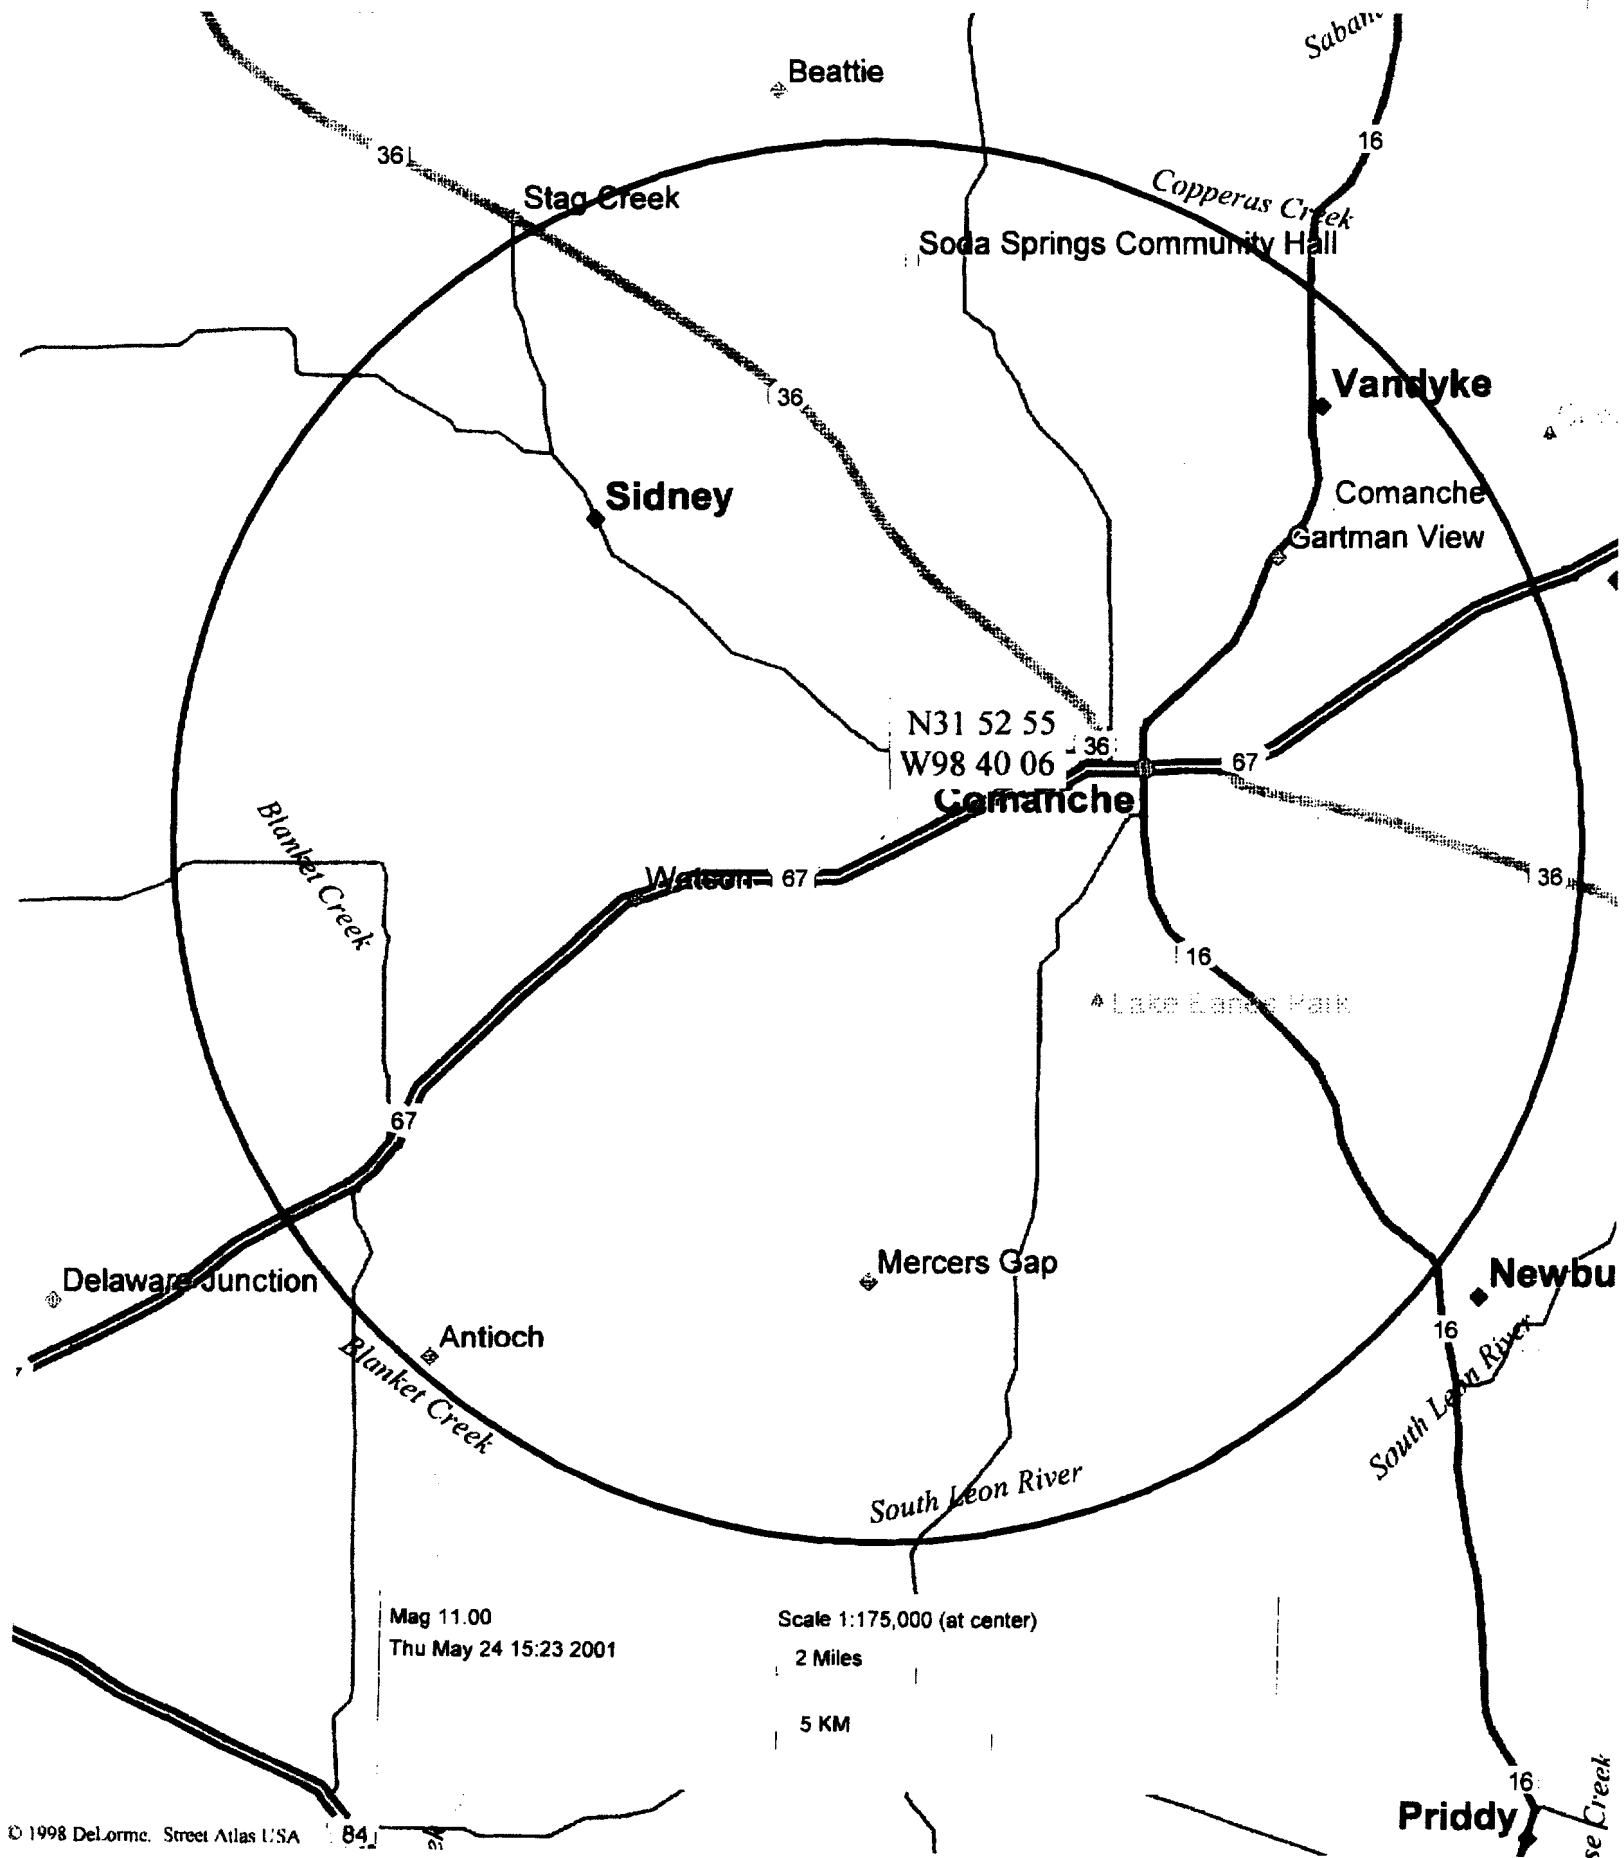 Beattie
16
36
Stag Creek
Copperas Creek
Soda Springs Community Hall
Vandyke
36
Sidney
Comanche
Gartman View
N31 52 55
W98 40 06
36
67
Comanche
Blanket Creek
Watson
67
36
16
67
Mercers Gap
Delaware Junction
Newbu
16
Antioch
Blanket Creek
South Leon River
South Leon River
Mag 11.00
Thu May 24 15:23 2001
Scale 1:175,000 (at center)
2 Miles
5 KM
16
Priddy
se Creek
© 1998 DeLorme. Street Atlas USA
84